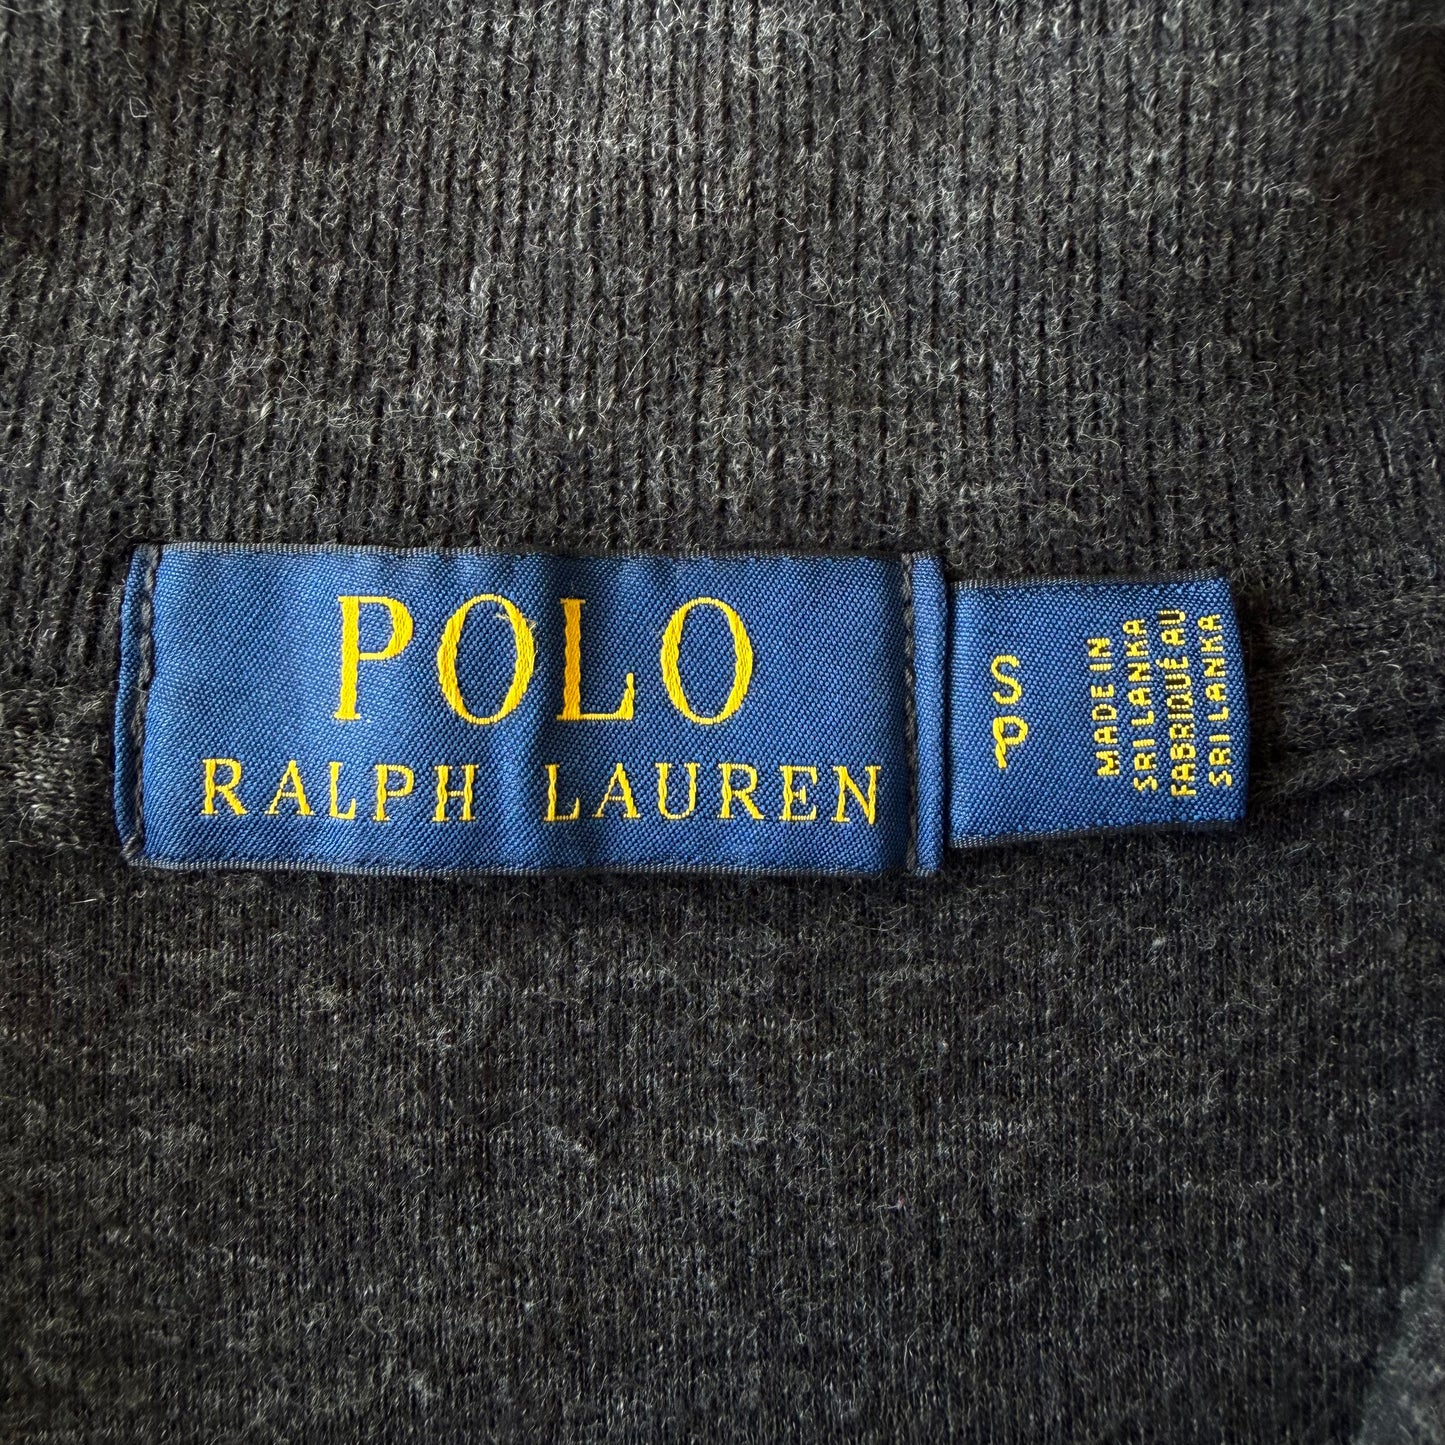 POLO
RALPH LAUREN
S
P
MADE IN
SRI LANKA
FABRIQUÉ AU
SRI LANKA